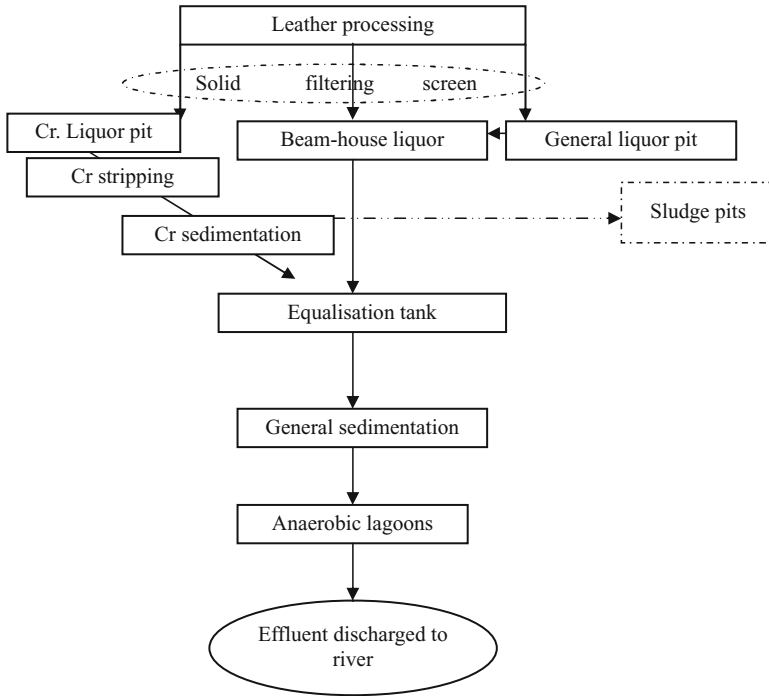 Leather processing
Solid filtering screen
Cr. Liquor pit
Beam-house liquor
General liquor pit
Cr stripping
Sludge pits
Cr sedimentation
Equalisation tank
General sedimentation
Anaerobic lagoons
Effluent discharged to
river